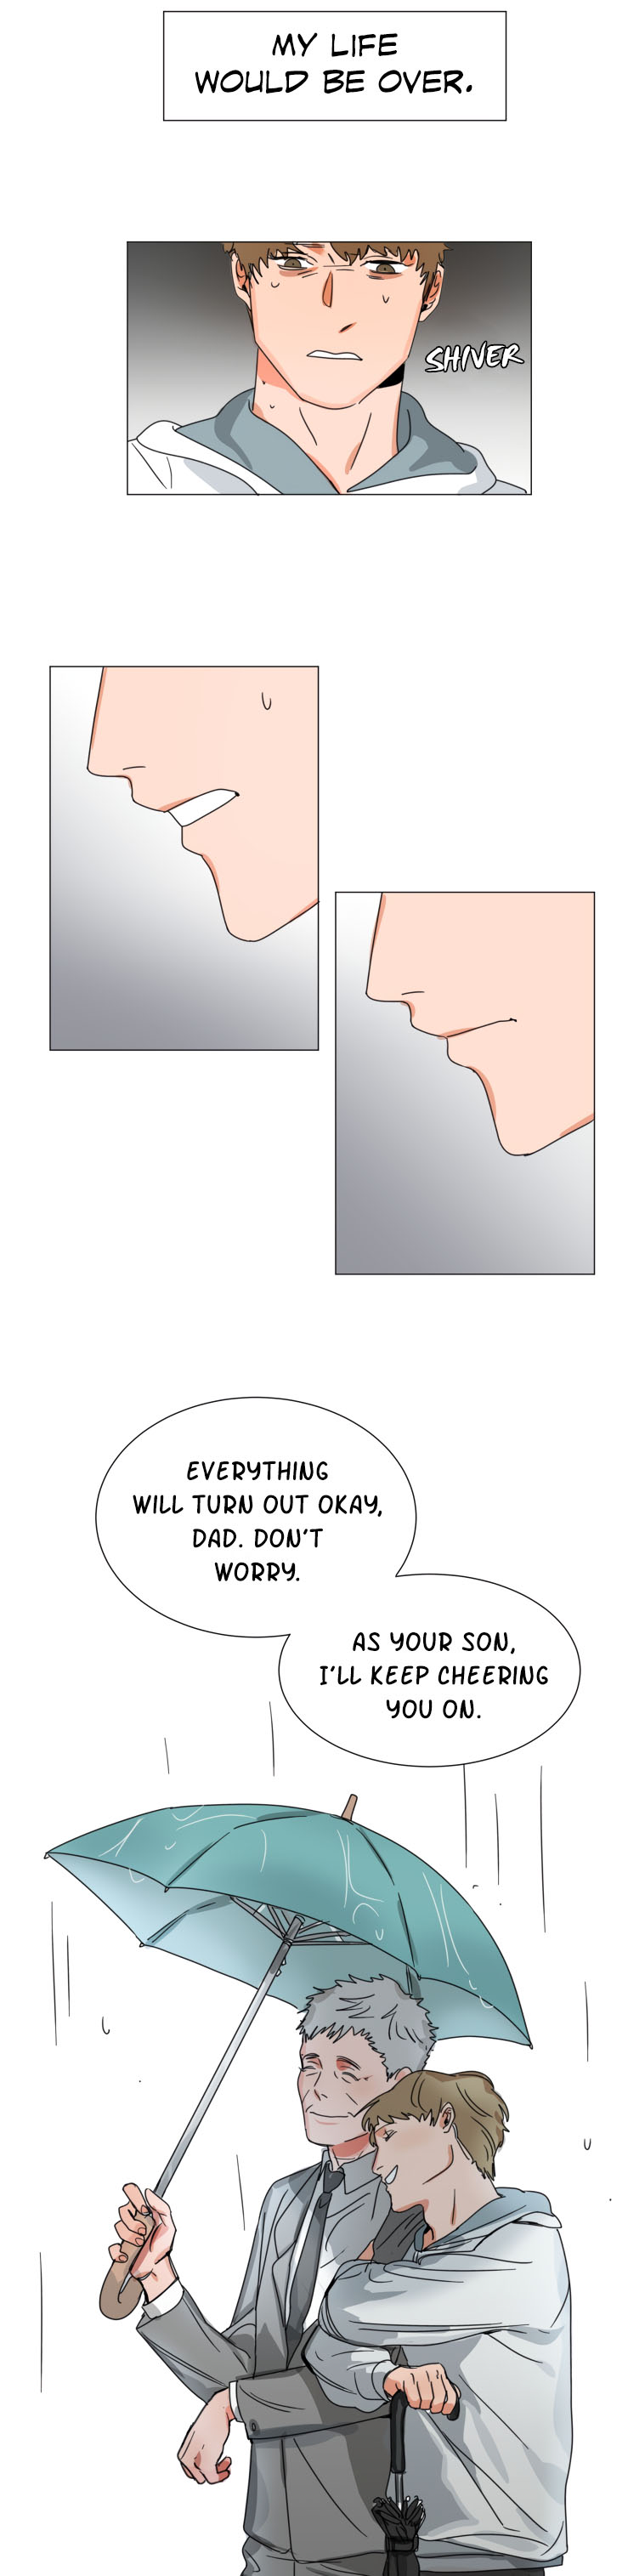 MY LIFE
WOULD BE OVER.
SHIVER
EVERYTHING
WILL TURN OUT OKAY,
DAD. DON'T
WORRY.
AS YOUR SON,
I'LL KEEP CHEERING
YOU ON.